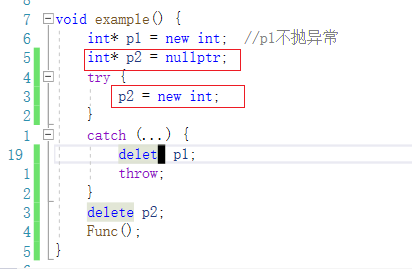 7 void example() {
6 int* p1 = new int; //p1不抛异常
5 int* p2 = nullptr;
4 try {
3 p2 = new int;
2 }
1 catch (...) {
19 delet p1;
1 throw;
2 }
3 delete p2;
4 Func();
5 }